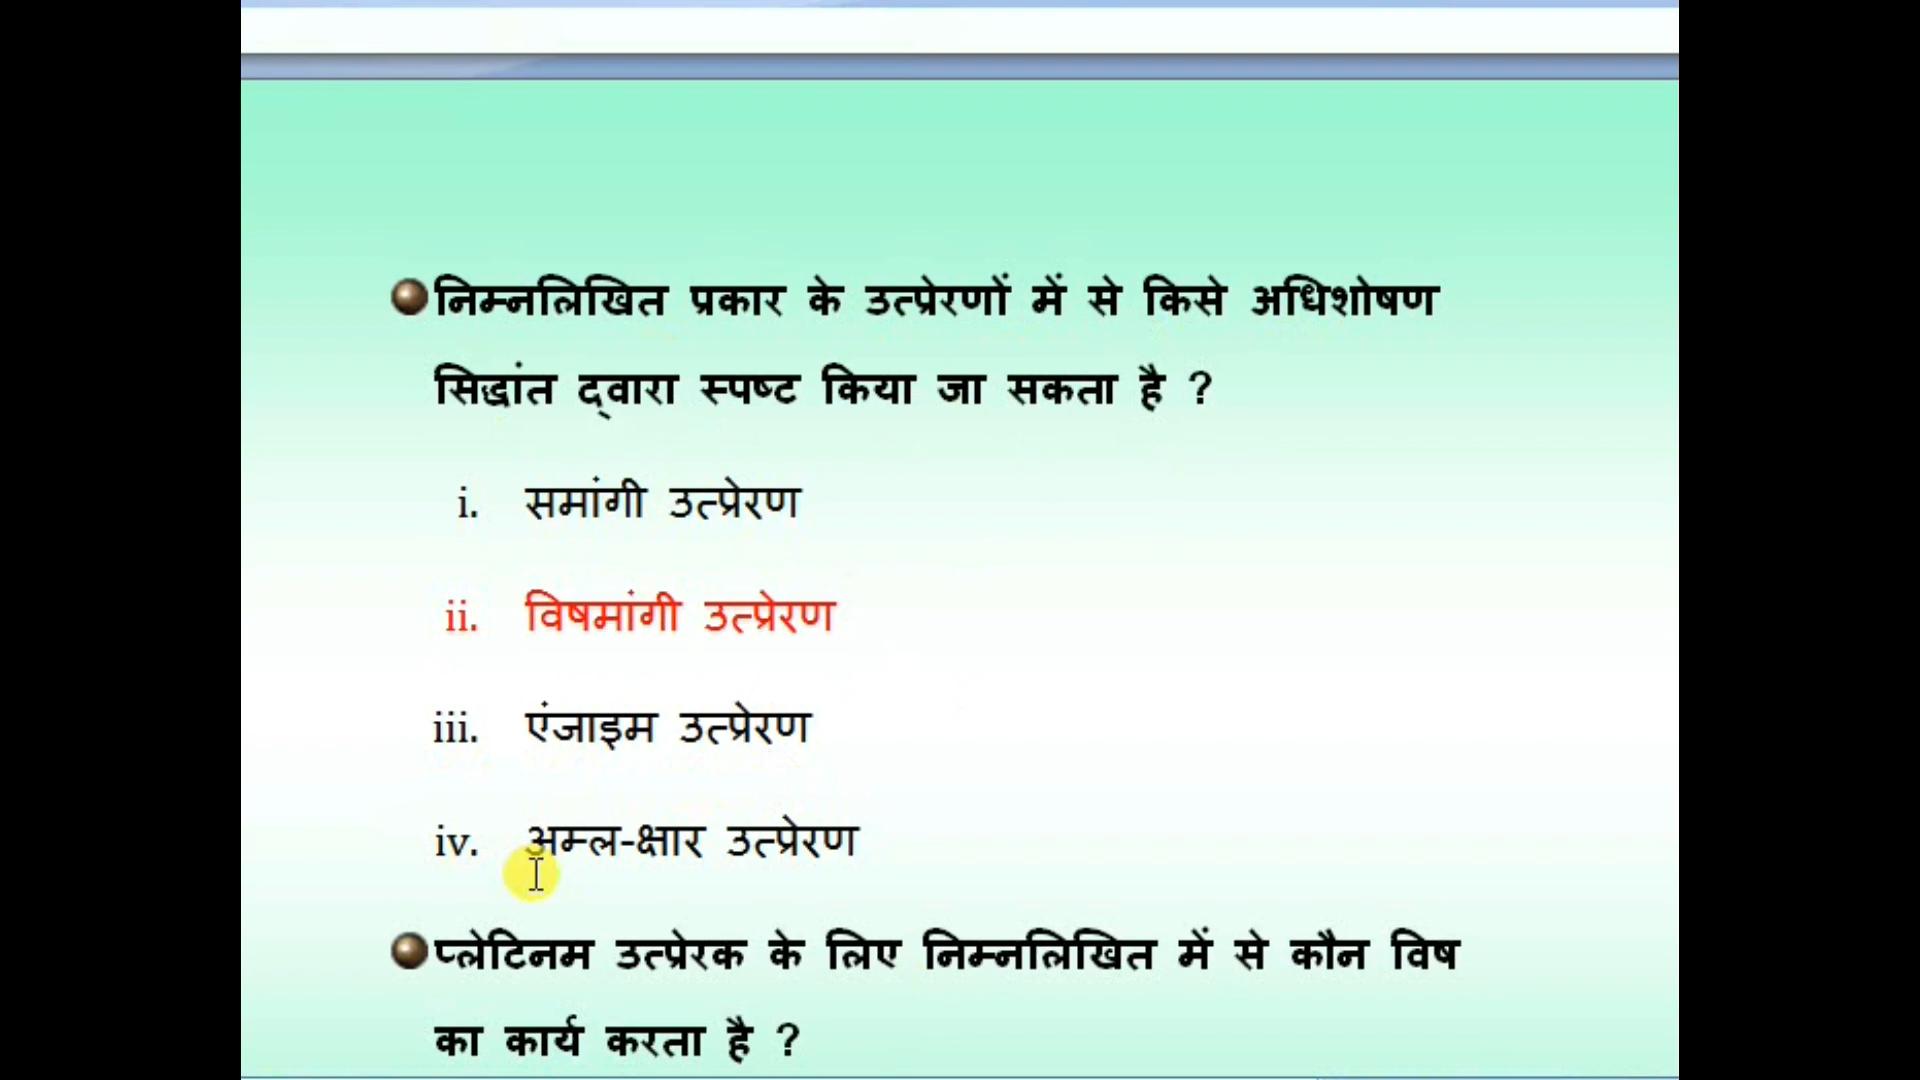 निम्नलिखित प्रकार के उत्प्रेरणों में से किसे अधिशोषण
सिद्धांत द्वारा स्पष्ट किया जा सकता है ?
i. समांगी उत्प्रेरण
ii. विषमांगी उत्प्रेरण
iii. एंजाइम उत्प्रेरण
iv. अम्ल-क्षार उत्प्रेरण
प्लेटिनम उत्प्रेरक के लिए निम्नलिखित में से कौन विष
का कार्य करता है ?